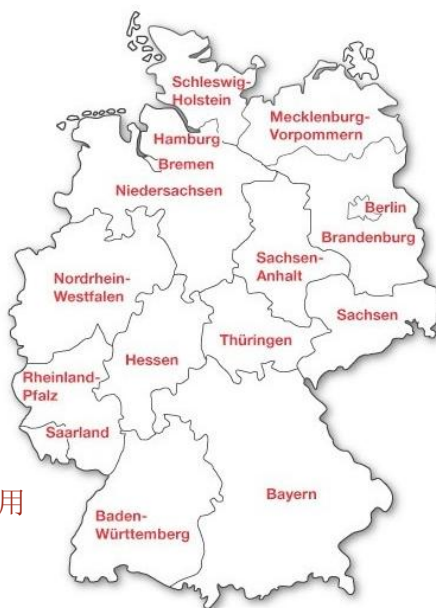 Schleswig-
Holstein
Mecklenburg-
Vorpommern
Hamburg
Bremen
Niedersachsen
Berlin
Brandenburg
Sachsen-
Anhalt
Nordrhein-
Westfalen
Sachsen
Thüringen
Hessen
Rheinland-
Pfalz
Saarland
Bayern
用
Baden-
Württemberg